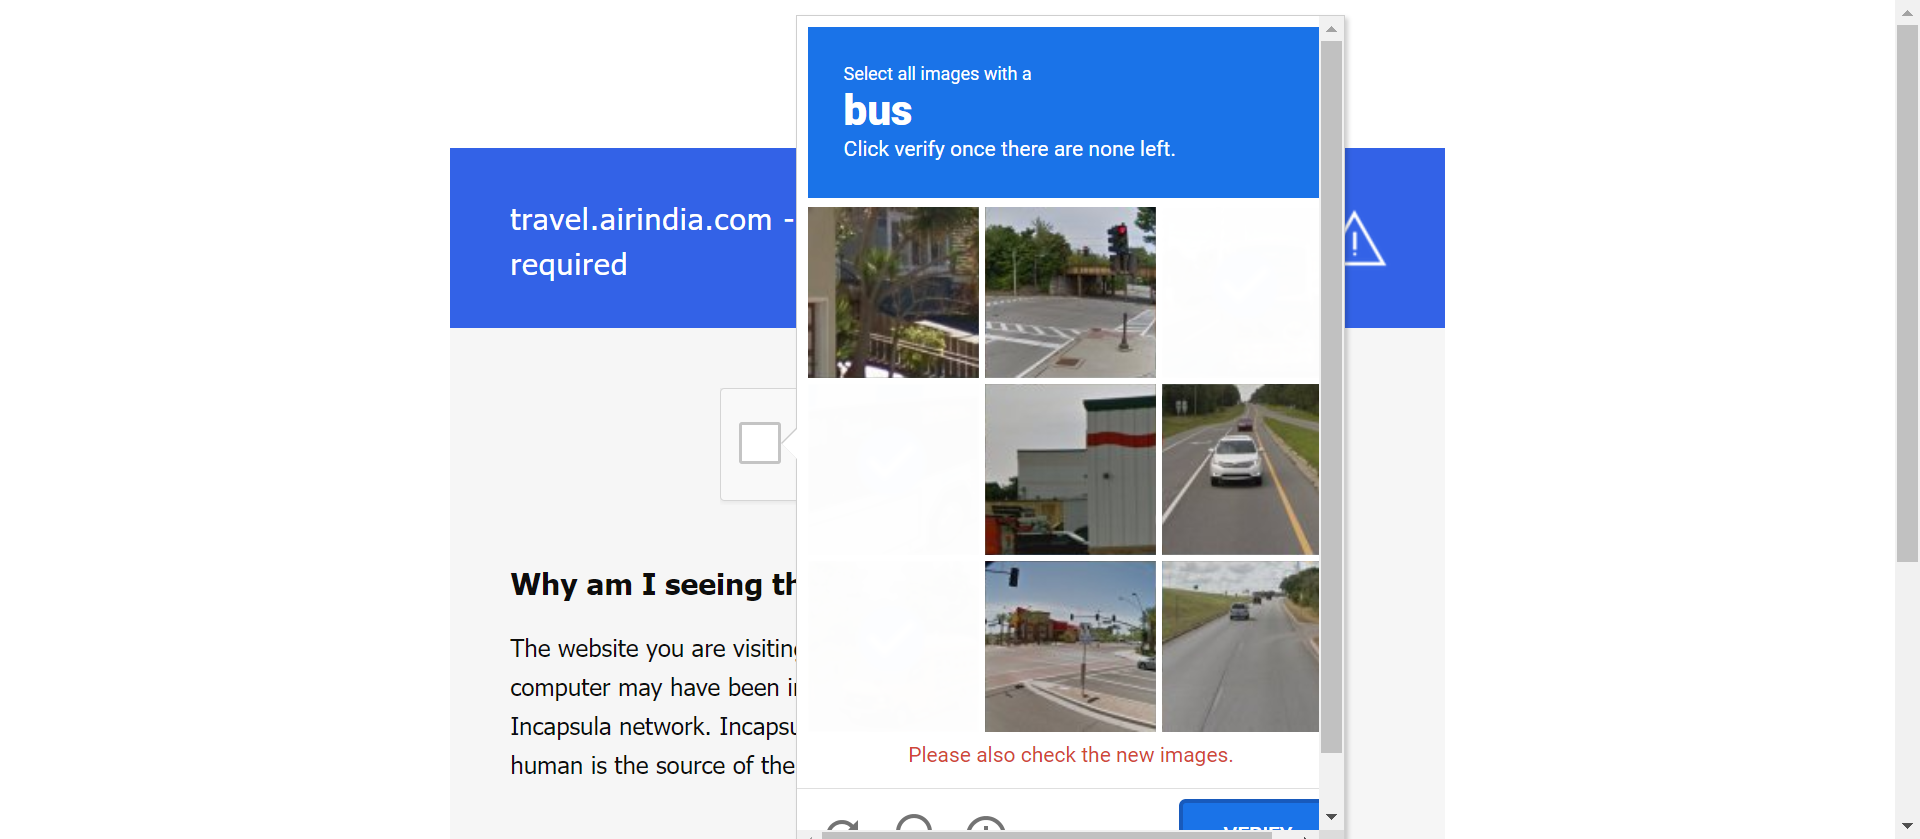 Select all images with a
bus
Click verify once there are none left.
travel.airindia.com -
required
Please also check the new images.
VERIFY
Why am I seeing th
The website you are visiting
computer may have been i
Incapsula network. Incapsu
human is the source of the